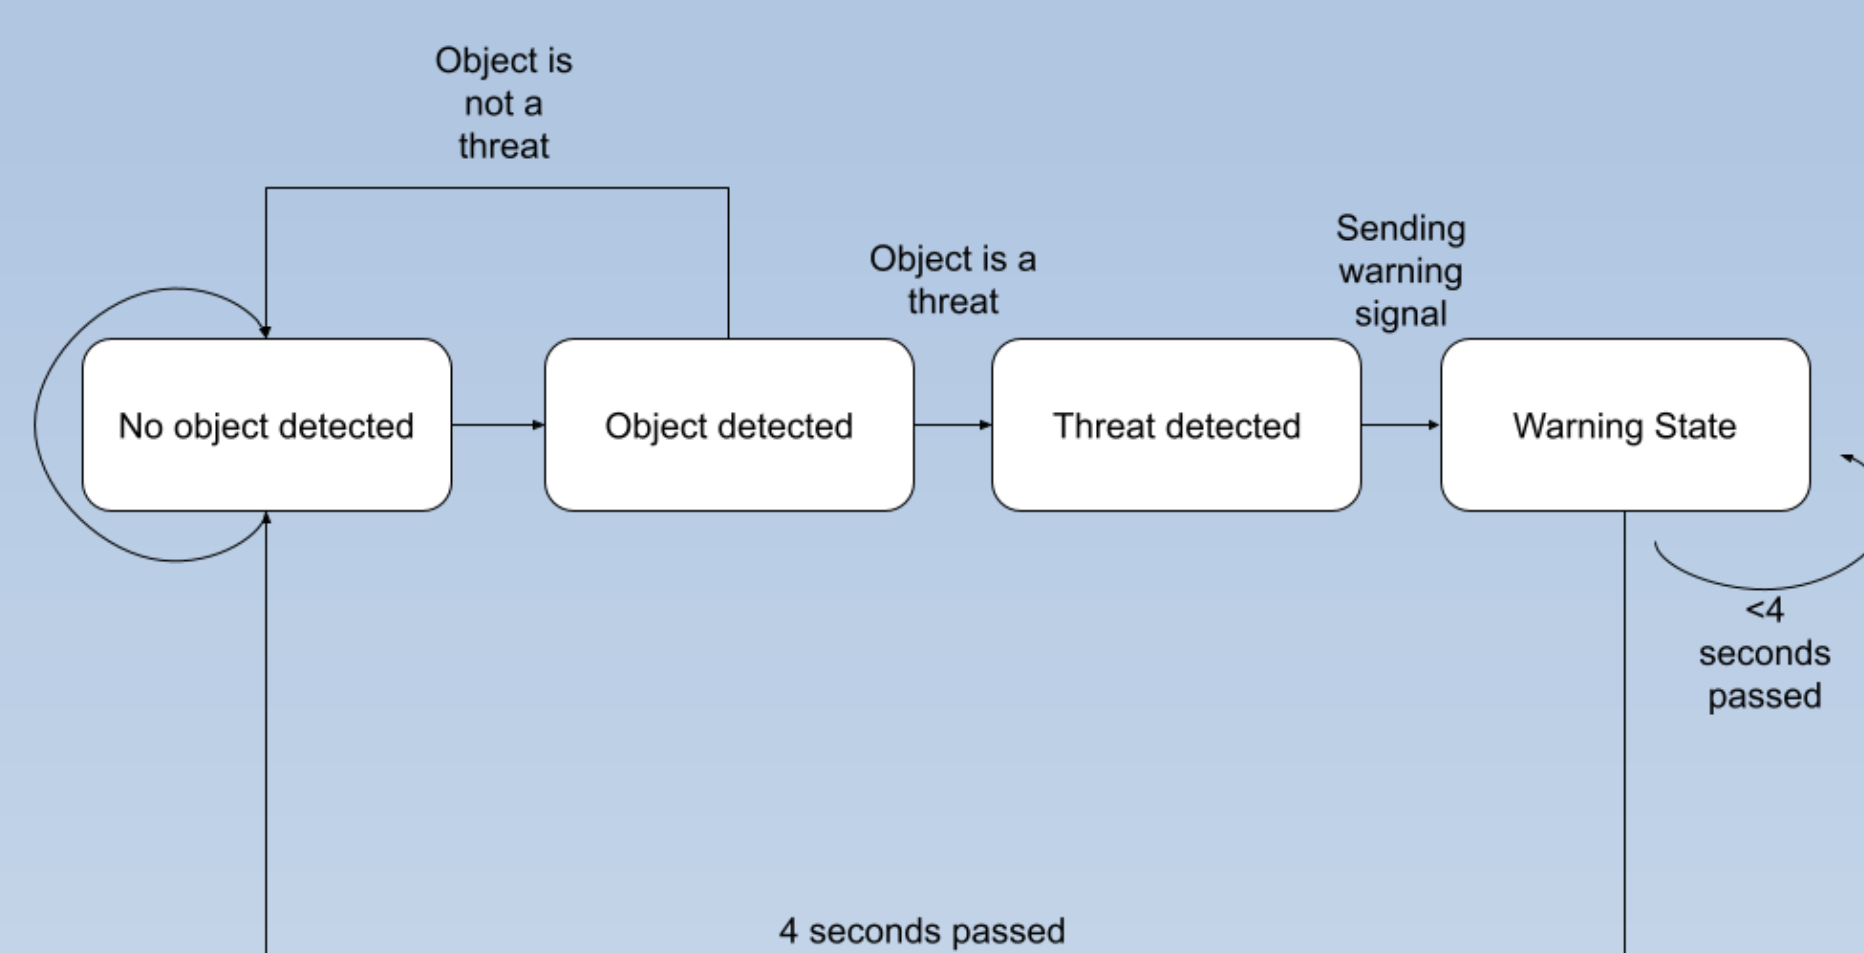 Object is
not a
threat
Object is a
threat
Sending
warning
signal
No object detected
Object detected
Threat detected
Warning State
<4
seconds
passed
4 seconds passed